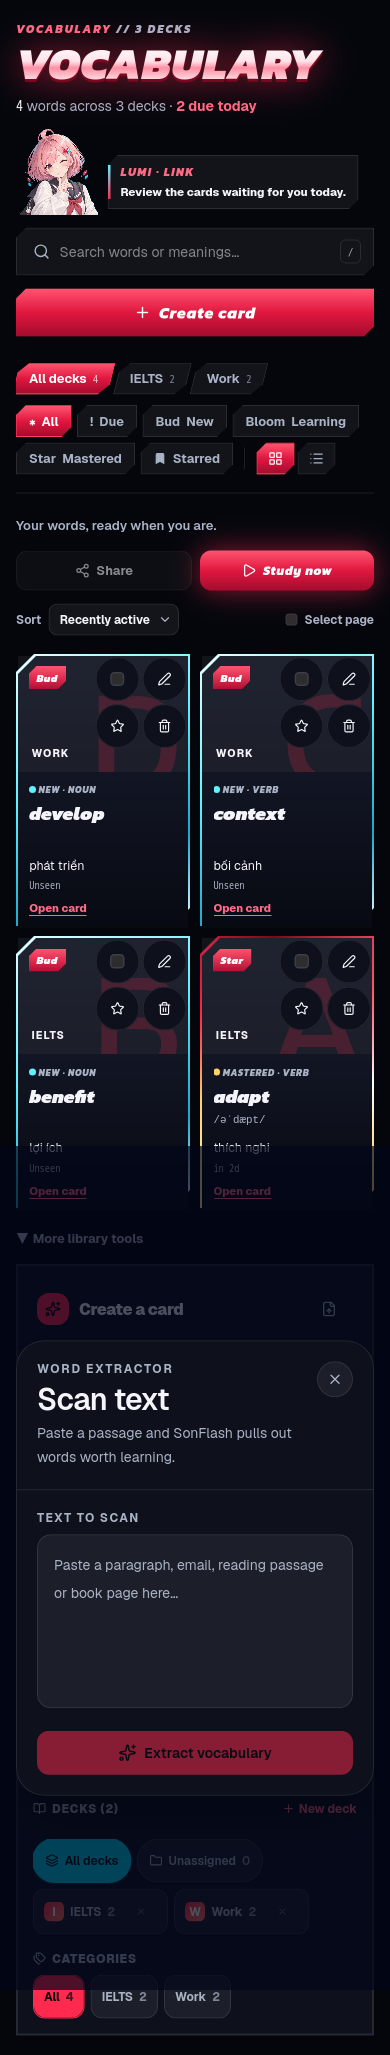 VOCABULARY // 3 DECKS
VOCABULARY
4 words across 3 decks · 2 due today
LUMI · LINK
Review the cards waiting for you today.
Search words or meanings... /
+ Create card
All decks 4 IELTS 2 Work 2
* All ! Due Bud New Bloom Learning
Star Mastered Starred
Your words, ready when you are.
Share Study now
Sort Recently active Select page
Bud
WORK
NEW · NOUN
develop
phát triển
Unseen
Open card
Bud
WORK
NEW · VERB
context
bối cảnh
Unseen
Open card
Bud
IELTS
NEW · NOUN
benefit
lợi ích
Unseen
Open card
Star
IELTS
MASTERED · VERB
adapt
/əˈdæpt/
thích nghi
in 2d
Open card
▼ More library tools
Create a card
WORD EXTRACTOR
Scan text
Paste a passage and SonFlash pulls out
words worth learning.
TEXT TO SCAN
Paste a paragraph, email, reading passage
or book page here...
Extract vocabulary
DECKS (2) + New deck
All decks Unassigned 0
I IELTS 2 × W Work 2 ×
CATEGORIES
All 4 IELTS 2 Work 2